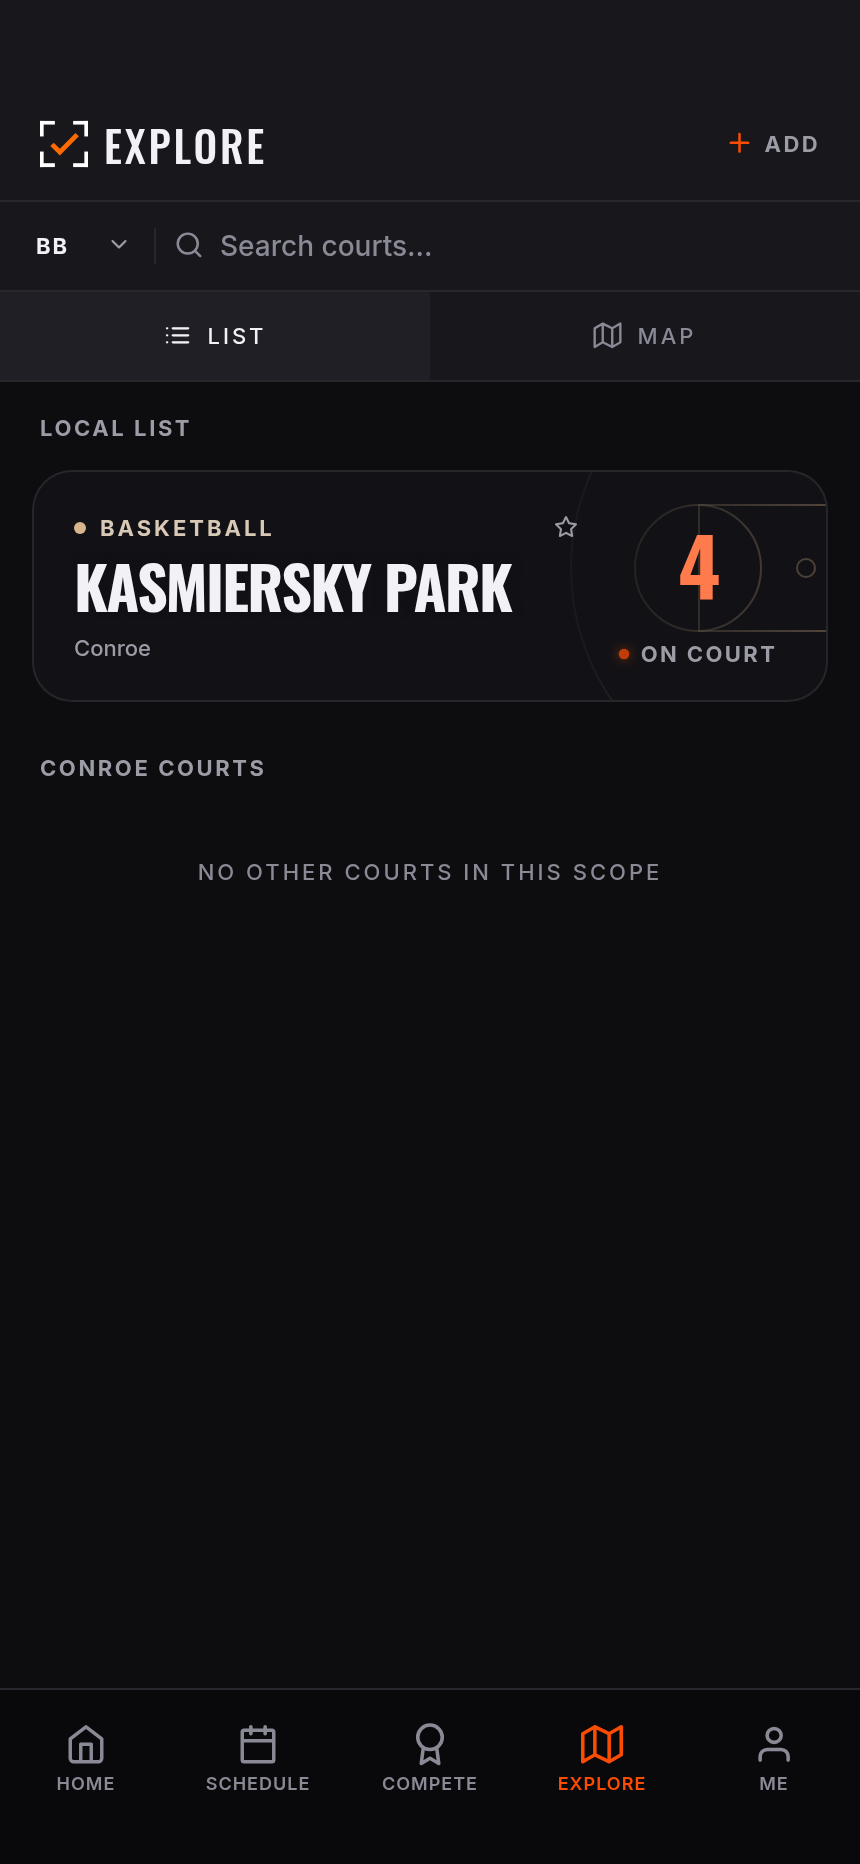 EXPLORE
ADD
BB
Search courts...
LIST
MAP
LOCAL LIST
BASKETBALL
KASMIERSKY PARK
Conroe
4
ON COURT
CONROE COURTS
NO OTHER COURTS IN THIS SCOPE
HOME
SCHEDULE
COMPETE
EXPLORE
ME